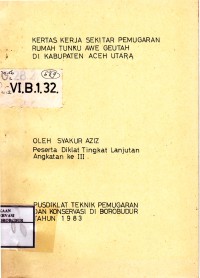 KERTAS KERJA SEKITAR PEMUGARAN
RUMAH TUNKU AWE GEUTAH
DI KABUPATEN ACEH UTARA
VI.B.1.32.
OLEH SYAKUR AZIZ
Peserta Diklat Tingkat Lanjutan
Angkatan ke III.
PUSDIKLAT TEKNIK PEMUGARAN
DAN KONSERVASI DI BOROBUDUR
TAHUN 1983